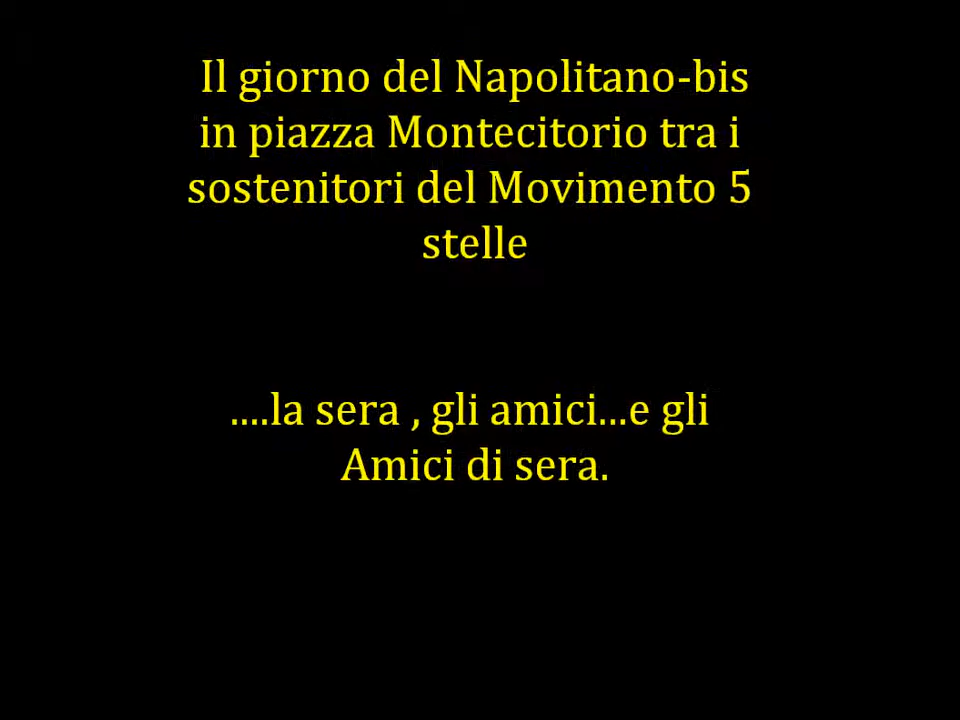 Il giorno del Napolitano-bis
in piazza Montecitorio tra i
sostenitori del Movimento 5
stelle
....la sera , gli amici...e gli
Amici di sera.